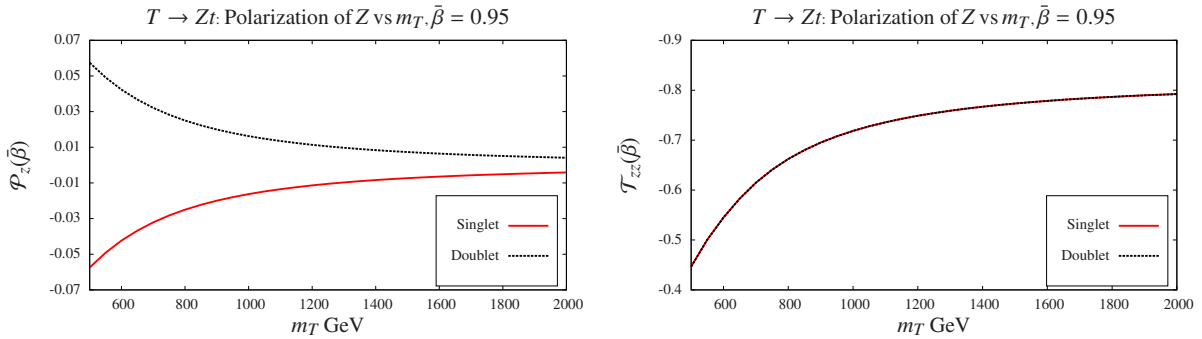 T → Zt: Polarization of Z vs m_T, β̄ = 0.95
0.07
0.05
0.03
0.01
-0.01
-0.03
-0.05
-0.07
𝒫_z(β̄)
Singlet
Doublet
600 800 1000 1200 1400 1600 1800 2000
m_T GeV
T → Zt: Polarization of Z vs m_T, β̄ = 0.95
-0.9
-0.8
-0.7
-0.6
-0.5
-0.4
𝒯_zz(β̄)
Singlet
Doublet
600 800 1000 1200 1400 1600 1800 2000
m_T GeV